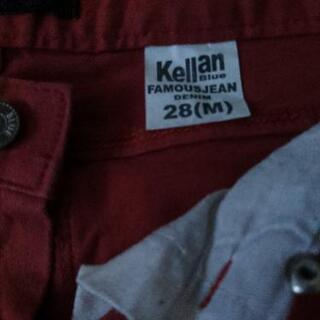 Kellan
Blue
FAMOUSJEAN
DENIM
28(M)